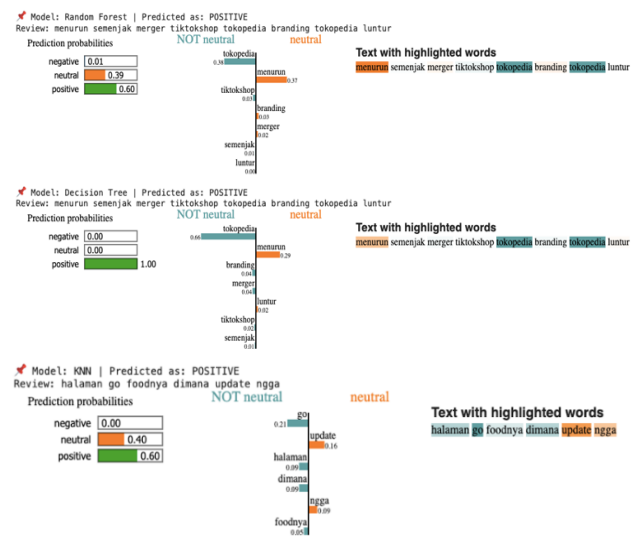 📌 Model: Random Forest | Predicted as: POSITIVE
Review: menurun semenjak merger tiktokshop tokopedia branding tokopedia luntur
Prediction probabilities
negative 0.01
neutral 0.39
positive 0.60
NOT neutral neutral
tokopedia
0.38
menurun
0.37
tiktokshop
0.03
branding
0.03
merger
0.02
semenjak
0.01
luntur
0.00
Text with highlighted words
menurun semenjak merger tiktokshop tokopedia branding tokopedia luntur
📌 Model: Decision Tree | Predicted as: POSITIVE
Review: menurun semenjak merger tiktokshop tokopedia branding tokopedia luntur
Prediction probabilities
negative 0.00
neutral 0.00
positive 1.00
NOT neutral neutral
tokopedia
0.66
menurun
0.29
branding
0.04
merger
0.04
luntur
0.02
tiktokshop
0.02
semenjak
0.01
Text with highlighted words
menurun semenjak merger tiktokshop tokopedia branding tokopedia luntur
📌 Model: KNN | Predicted as: POSITIVE
Review: halaman go foodnya dimana update ngga
Prediction probabilities
negative 0.00
neutral 0.40
positive 0.60
NOT neutral neutral
go
0.21
update
0.16
halaman
0.09
dimana
0.09
ngga
0.09
foodnya
0.05
Text with highlighted words
halaman go foodnya dimana update ngga